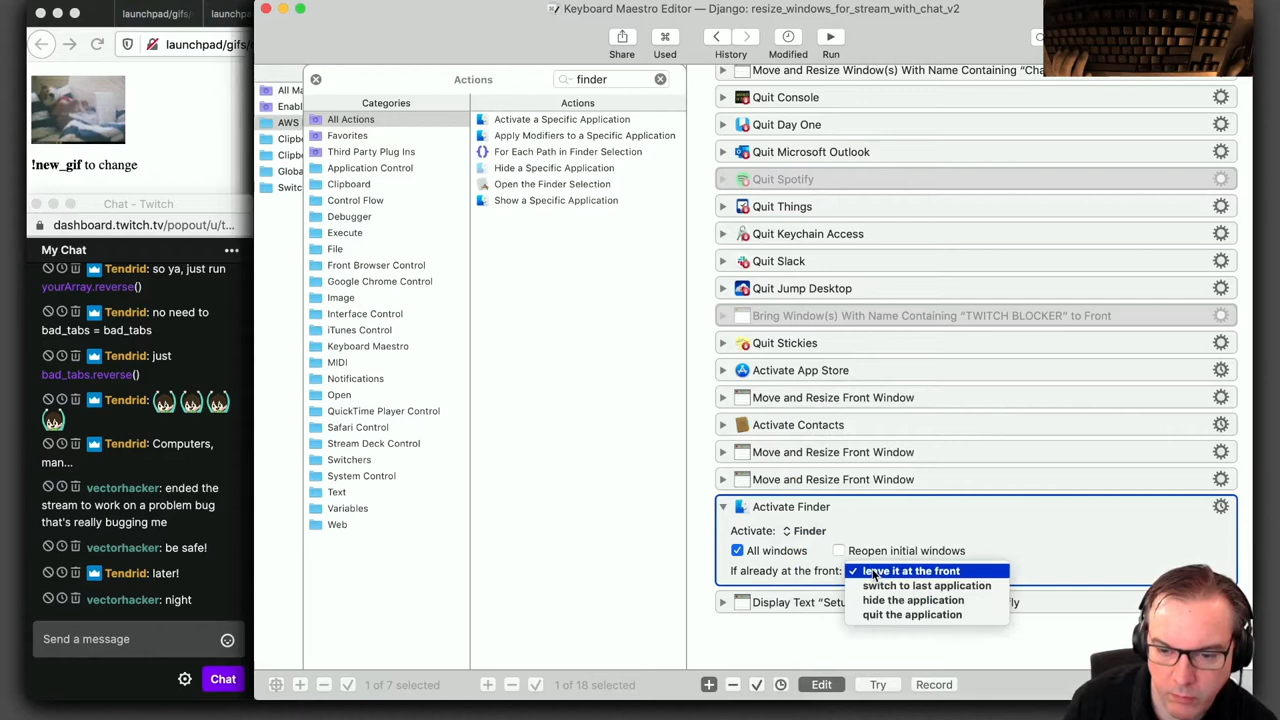 launchpad/gifs/
launchpad/gifs
launchpad/gifs/
!new_gif to change
Chat - Twitch
dashboard.twitch.tv/popout/u/t...
My Chat
Tendrid: so ya, just run
yourArray.reverse()
Tendrid: no need to
bad_tabs = bad_tabs
Tendrid: just
bad_tabs.reverse()
Tendrid:
Tendrid: Computers,
man...
vectorhacker: ended the
stream to work on a problem bug
that's really bugging me
vectorhacker: be safe!
Tendrid: later!
vectorhacker: night
Send a message
Chat
Keyboard Maestro Editor — Django: resize_windows_for_stream_with_chat_v2
Share
Used
History
Modified
Run
All Ma
Enabl
AWS
Clipb
Clipb
Globa
Switc
Actions
finder
Categories
All Actions
Favorites
Third Party Plug Ins
Application Control
Clipboard
Control Flow
Debugger
Execute
File
Front Browser Control
Google Chrome Control
Image
Interface Control
iTunes Control
Keyboard Maestro
MIDI
Notifications
Open
QuickTime Player Control
Safari Control
Stream Deck Control
Switchers
System Control
Text
Variables
Web
Actions
Activate a Specific Application
Apply Modifiers to a Specific Application
For Each Path in Finder Selection
Hide a Specific Application
Open the Finder Selection
Show a Specific Application
1 of 7 selected
1 of 18 selected
Move and Resize Window(s) With Name Containing “Cha
Quit Console
Quit Day One
Quit Microsoft Outlook
Quit Spotify
Quit Things
Quit Keychain Access
Quit Slack
Quit Jump Desktop
Bring Window(s) With Name Containing “TWITCH BLOCKER” to Front
Quit Stickies
Activate App Store
Move and Resize Front Window
Activate Contacts
Move and Resize Front Window
Move and Resize Front Window
Activate Finder
Activate: Finder
All windows
Reopen initial windows
If already at the front:
leave it at the front
switch to last application
hide the application
quit the application
Display Text “Setu
fly
Edit
Try
Record